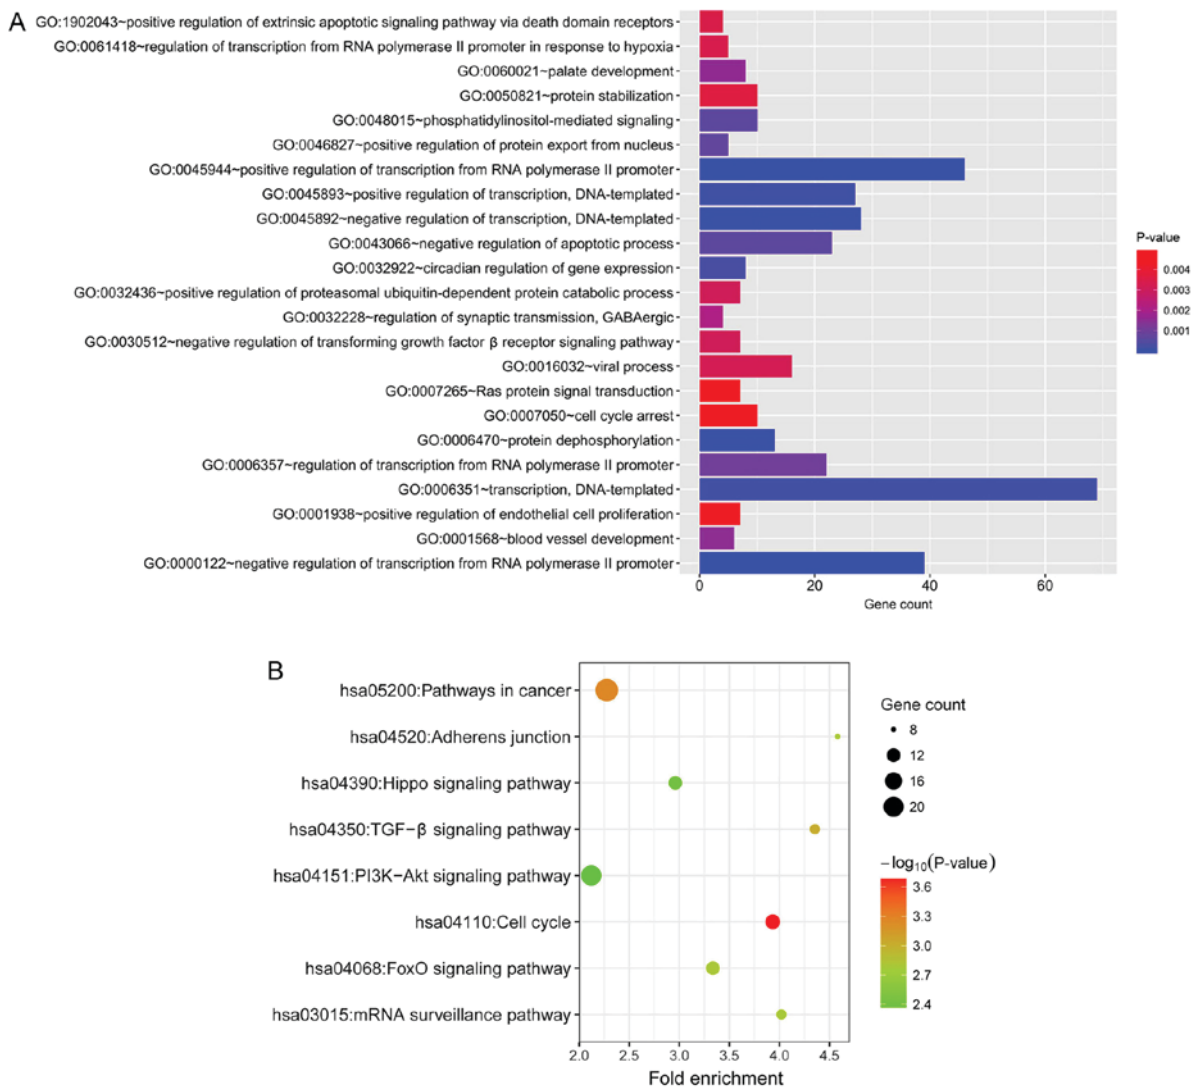 A
GO:1902043~positive regulation of extrinsic apoptotic signaling pathway via death domain receptors
GO:0061418~regulation of transcription from RNA polymerase II promoter in response to hypoxia
GO:0060021~palate development
GO:0050821~protein stabilization
GO:0048015~phosphatidylinositol-mediated signaling
GO:0046827~positive regulation of protein export from nucleus
GO:0045944~positive regulation of transcription from RNA polymerase II promoter
GO:0045893~positive regulation of transcription, DNA-templated
GO:0045892~negative regulation of transcription, DNA-templated
GO:0043066~negative regulation of apoptotic process
GO:0032922~circadian regulation of gene expression
GO:0032436~positive regulation of proteasomal ubiquitin-dependent protein catabolic process
GO:0032228~regulation of synaptic transmission, GABAergic
GO:0030512~negative regulation of transforming growth factor β receptor signaling pathway
GO:0016032~viral process
GO:0007265~Ras protein signal transduction
GO:0007050~cell cycle arrest
GO:0006470~protein dephosphorylation
GO:0006357~regulation of transcription from RNA polymerase II promoter
GO:0006351~transcription, DNA-templated
GO:0001938~positive regulation of endothelial cell proliferation
GO:0001568~blood vessel development
GO:0000122~negative regulation of transcription from RNA polymerase II promoter
0 20 40 60
Gene count
P-value
0.004
0.003
0.002
0.001
B
hsa05200:Pathways in cancer
hsa04520:Adherens junction
hsa04390:Hippo signaling pathway
hsa04350:TGF−β signaling pathway
hsa04151:PI3K−Akt signaling pathway
hsa04110:Cell cycle
hsa04068:FoxO signaling pathway
hsa03015:mRNA surveillance pathway
2.0 2.5 3.0 3.5 4.0 4.5
Fold enrichment
Gene count
8
12
16
20
−log₁₀(P-value)
3.6
3.3
3.0
2.7
2.4